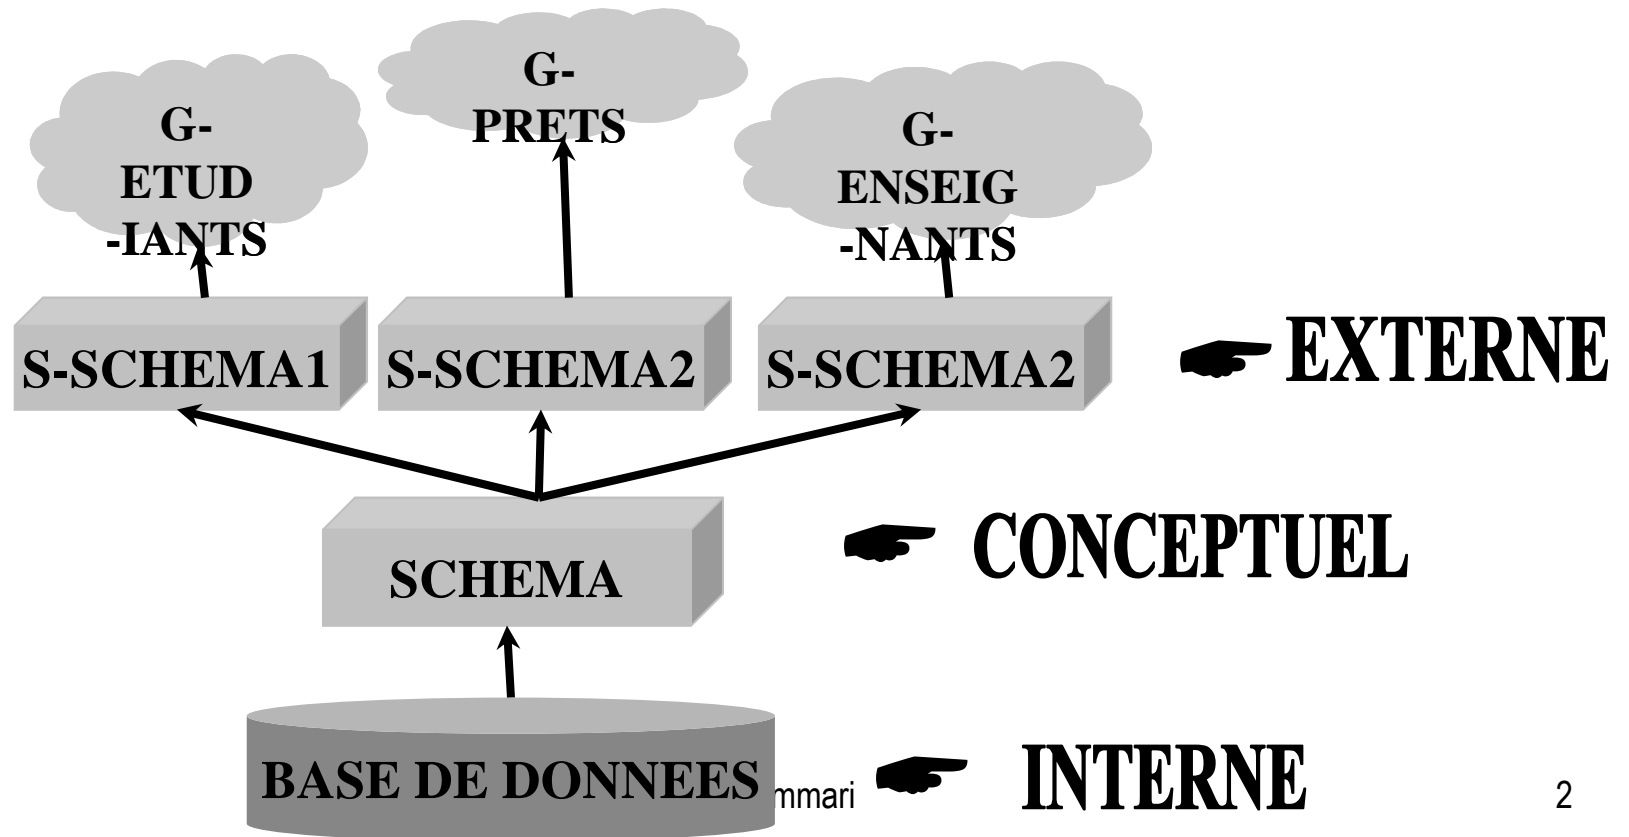 G-
PRETS
G-
ETUD
-IANTS
G-
ENSEIG
-NANTS
S-SCHEMA1
S-SCHEMA2
S-SCHEMA2
EXTERNE
SCHEMA
CONCEPTUEL
BASE DE DONNEES
mmari
INTERNE
2